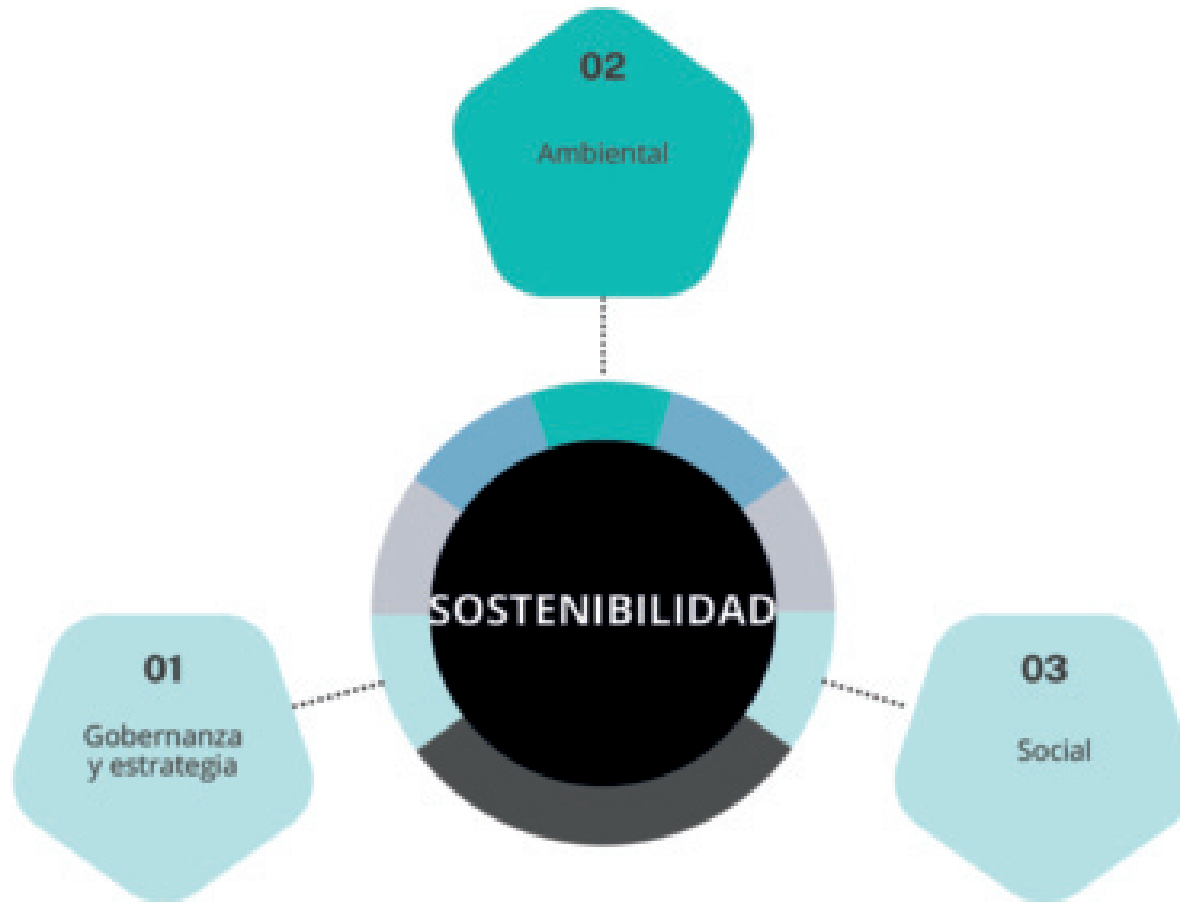 02
Ambiental
SOSTENIBILIDAD
01
Gobernanza
y estrategia
03
Social